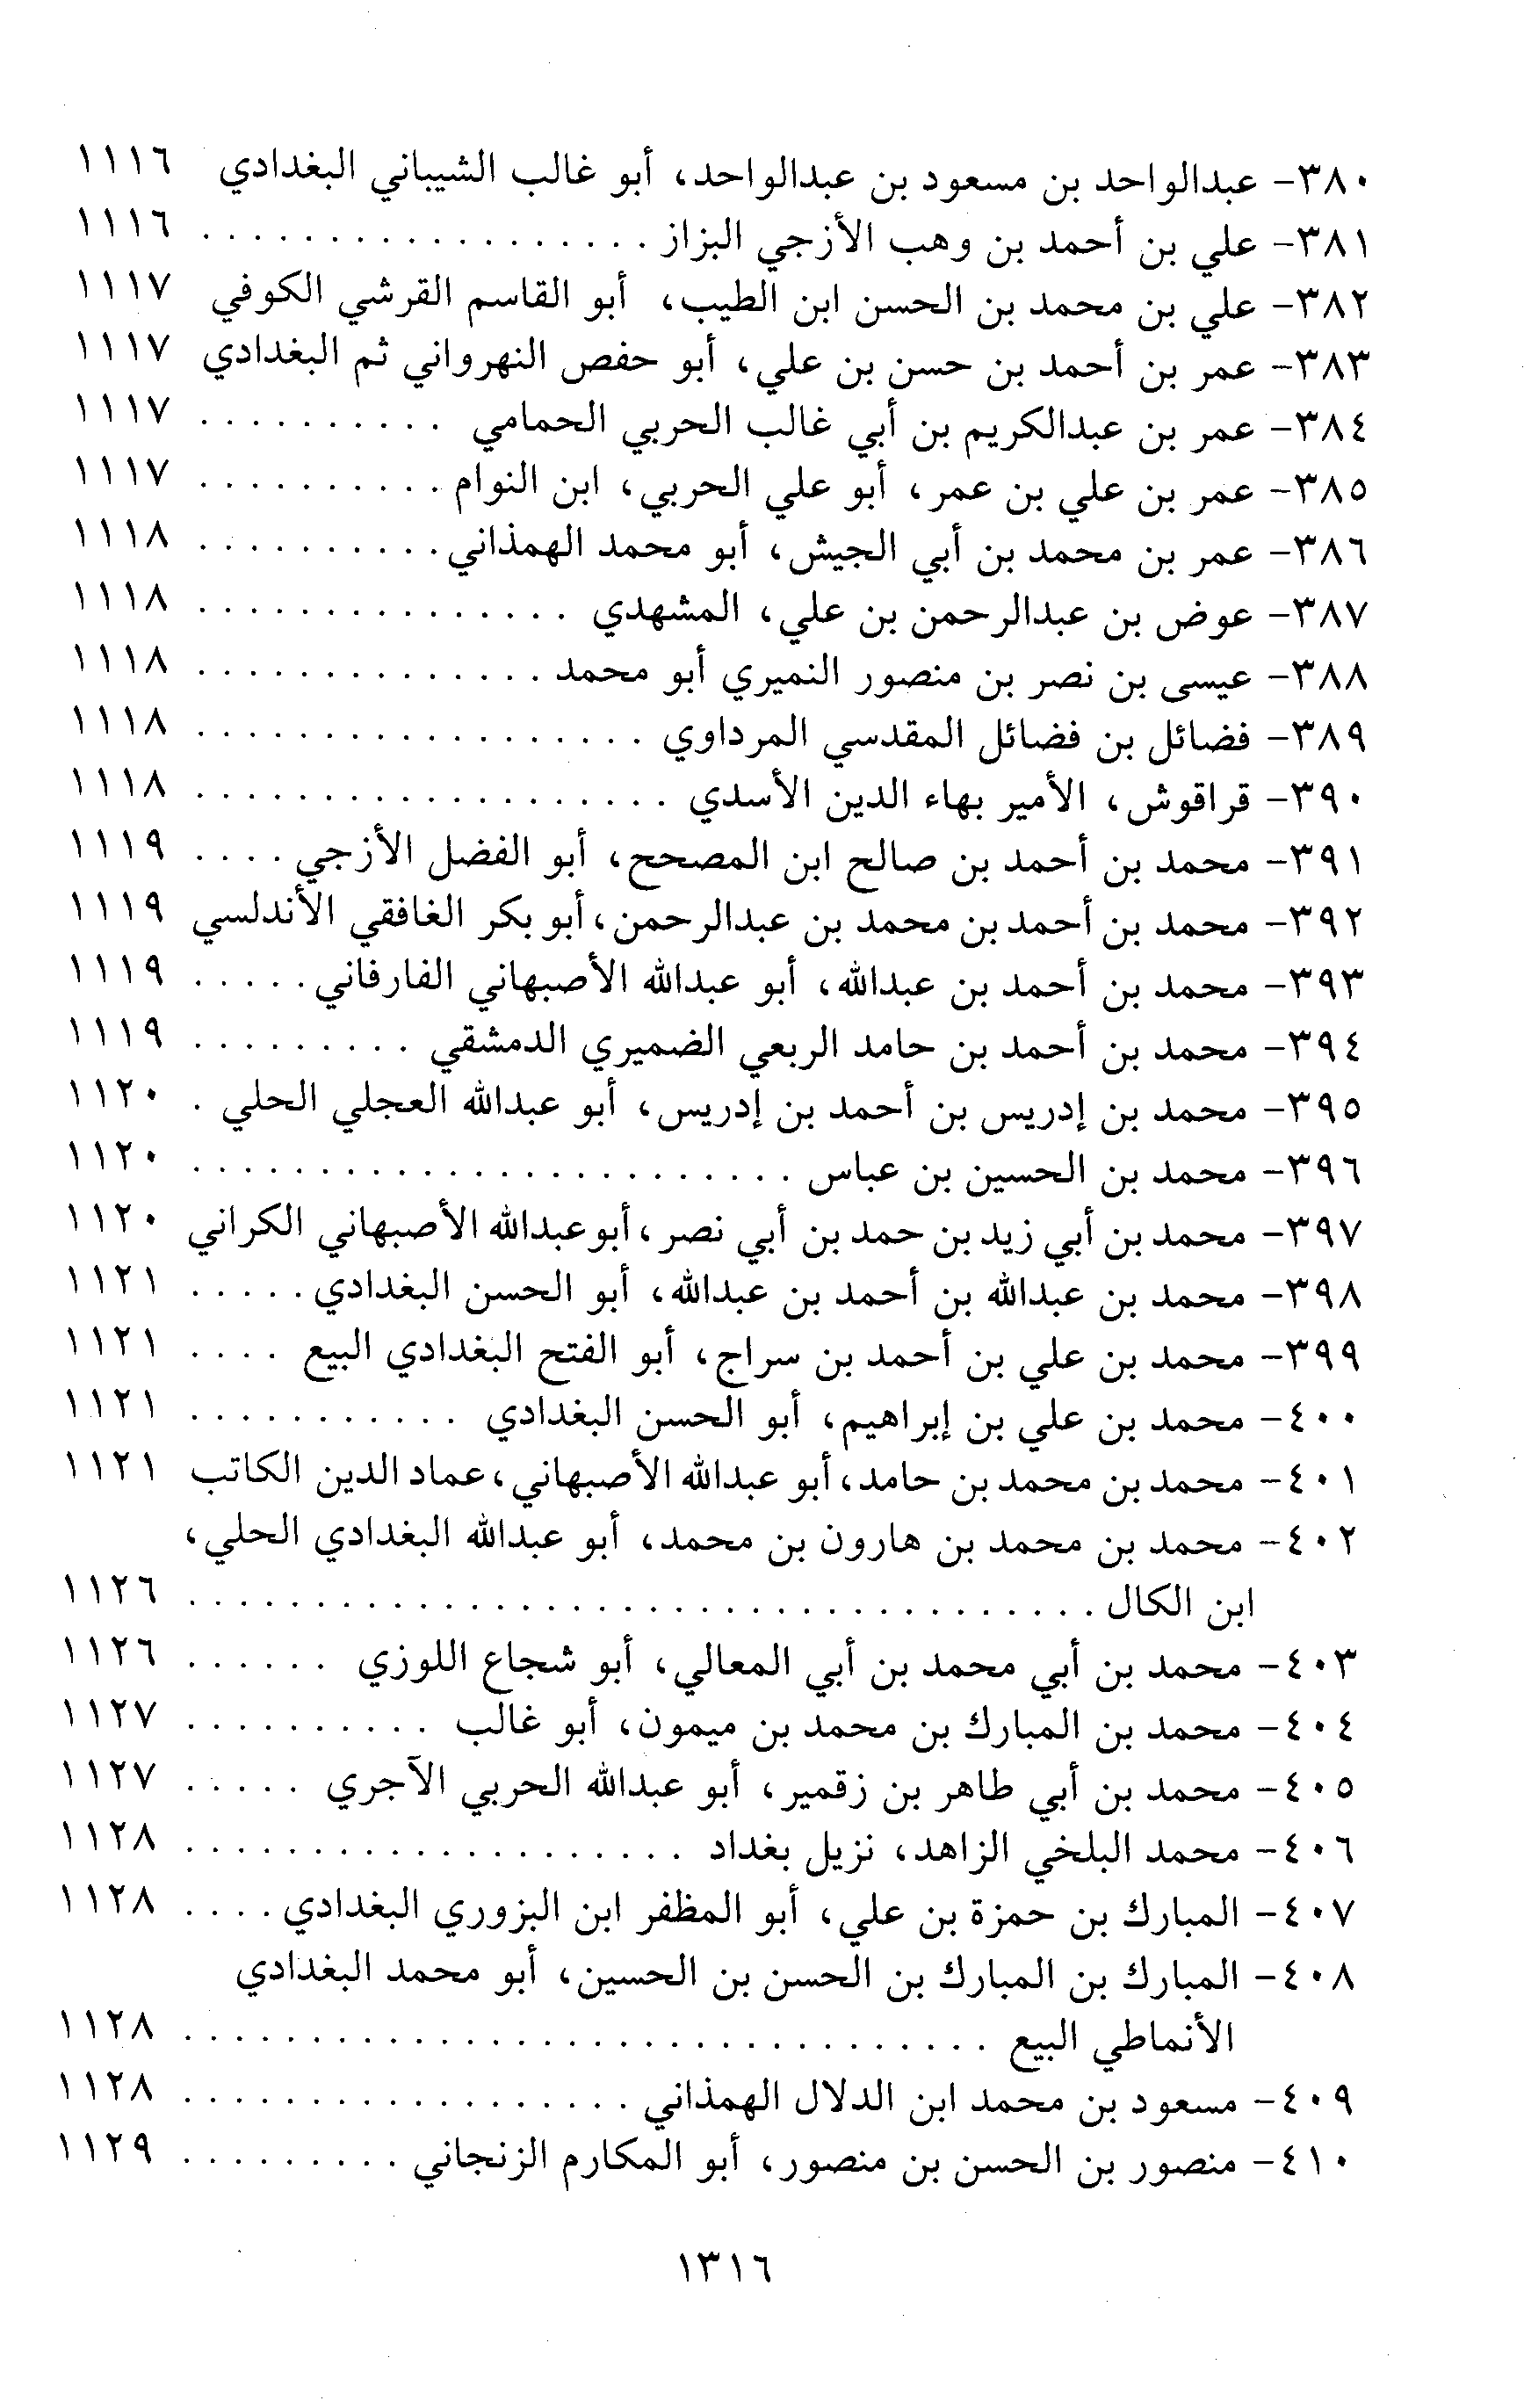 ٣٨٠- عبدالواحد بن مسعود بن عبدالواحد، أبو غالب الشيباني البغدادي ١١١٦
٣٨١- علي بن أحمد بن وهب الأزجي البزاز . . . . . . . . . . . . . . . . . . ١١١٦
٣٨٢- علي بن محمد بن الحسن ابن الطيب، أبو القاسم القرشي الكوفي ١١١٧
٣٨٣- عمر بن أحمد بن حسن بن علي، أبو حفص النهرواني ثم البغدادي ١١١٧
٣٨٤- عمر بن عبدالكريم بن أبي غالب الحربي الحمامي . . . . . . . . . . ١١١٧
٣٨٥- عمر بن علي بن عمر، أبو علي الحربي، ابن النوام . . . . . . . . . . ١١١٧
٣٨٦- عمر بن محمد بن أبي الجيش، أبو محمد الهمذاني . . . . . . . . . . ١١١٨
٣٨٧- عوض بن عبدالرحمن بن علي، المشهدي . . . . . . . . . . . . . . . ١١١٨
٣٨٨- عيسى بن نصر بن منصور النميري أبو محمد . . . . . . . . . . . . . . ١١١٨
٣٨٩- فضائل بن فضائل المقدسي المرداوي . . . . . . . . . . . . . . . . . . ١١١٨
٣٩٠- قراقوش، الأمير بهاء الدين الأسدي . . . . . . . . . . . . . . . . . . . ١١١٨
٣٩١- محمد بن أحمد بن صالح ابن المصحح، أبو الفضل الأزجي . . . . ١١١٩
٣٩٢- محمد بن أحمد بن محمد بن عبدالرحمن، أبو بكر الغافقي الأندلسي ١١١٩
٣٩٣- محمد بن أحمد بن عبدالله، أبو عبدالله الأصبهاني الفارفاني . . . . . ١١١٩
٣٩٤- محمد بن أحمد بن حامد الربعي الضميري الدمشقي . . . . . . . . . ١١١٩
٣٩٥- محمد بن إدريس بن أحمد بن إدريس، أبو عبدالله العجلي الحلي . ١١٢٠
٣٩٦- محمد بن الحسين بن عباس . . . . . . . . . . . . . . . . . . . . . . . . ١١٢٠
٣٩٧- محمد بن أبي زيد بن حمد بن أبي نصر، أبو عبدالله الأصبهاني الكراني ١١٢٠
٣٩٨- محمد بن عبدالله بن أحمد بن عبدالله، أبو الحسن البغدادي . . . . . ١١٢١
٣٩٩- محمد بن علي بن أحمد بن سراج، أبو الفتح البغدادي البيع . . . . ١١٢١
٤٠٠- محمد بن علي بن إبراهيم، أبو الحسن البغدادي . . . . . . . . . . . ١١٢١
٤٠١- محمد بن محمد بن حامد، أبو عبدالله الأصبهاني، عماد الدين الكاتب ١١٢١
٤٠٢- محمد بن محمد بن هارون بن محمد، أبو عبدالله البغدادي الحلي،
ابن الكال . . . . . . . . . . . . . . . . . . . . . . . . . . . . . . . . . . . . ١١٢٦
٤٠٣- محمد بن أبي محمد بن أبي المعالي، أبو شجاع اللوزي . . . . . . ١١٢٦
٤٠٤- محمد بن المبارك بن محمد بن ميمون، أبو غالب . . . . . . . . . . ١١٢٧
٤٠٥- محمد بن أبي طاهر بن زقمير، أبو عبدالله الحربي الآجري . . . . . ١١٢٧
٤٠٦- محمد البلخي الزاهد، نزيل بغداد . . . . . . . . . . . . . . . . . . . . ١١٢٨
٤٠٧- المبارك بن حمزة بن علي، أبو المظفر ابن البزوري البغدادي . . . . ١١٢٨
٤٠٨- المبارك بن المبارك بن الحسن بن الحسين، أبو محمد البغدادي
الأنماطي البيع . . . . . . . . . . . . . . . . . . . . . . . . . . . . . . . . ١١٢٨
٤٠٩- مسعود بن محمد ابن الدلال الهمذاني . . . . . . . . . . . . . . . . . . ١١٢٨
٤١٠- منصور بن الحسن بن منصور، أبو المكارم الزنجاني . . . . . . . . . ١١٢٩
١٣١٦